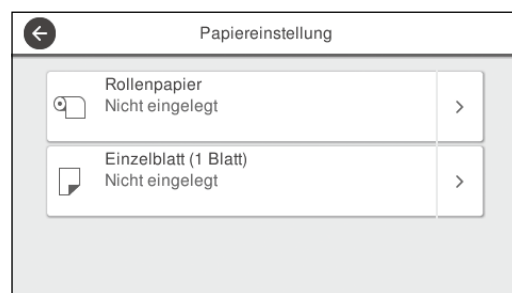 Papiereinstellung
Rollenpapier
Nicht eingelegt
Einzelblatt (1 Blatt)
Nicht eingelegt